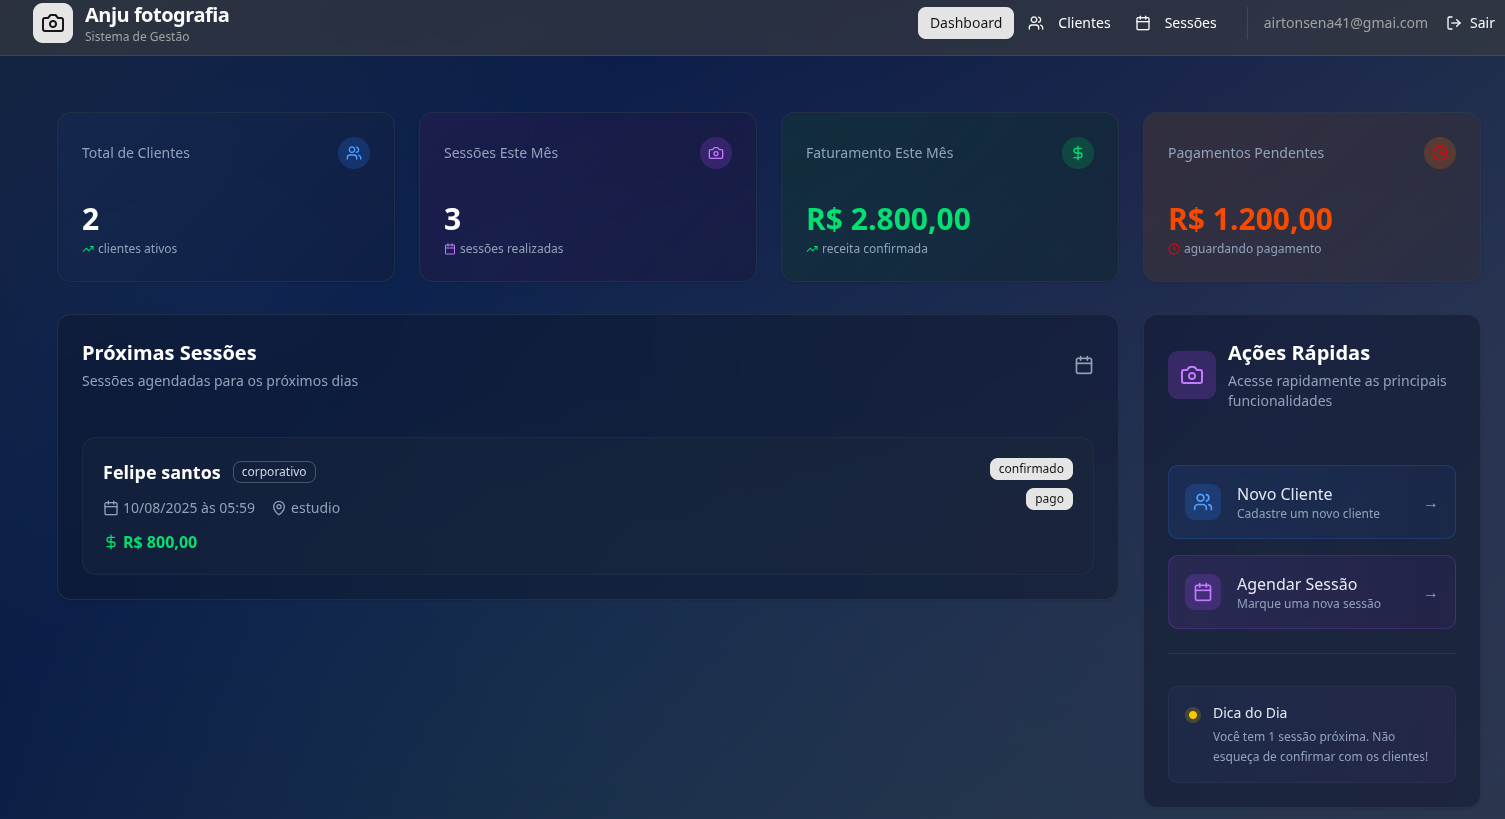 Anju fotografia
Sistema de Gestão
Dashboard
Clientes
Sessões
airtonsena41@gmai.com
Sair
Total de Clientes
2
clientes ativos
Sessões Este Mês
3
sessões realizadas
Faturamento Este Mês
R$ 2.800,00
receita confirmada
Pagamentos Pendentes
R$ 1.200,00
aguardando pagamento
Próximas Sessões
Sessões agendadas para os próximos dias
Felipe santos
corporativo
confirmado
10/08/2025 às 05:59
estudio
pago
R$ 800,00
Ações Rápidas
Acesse rapidamente as principais
funcionalidades
Novo Cliente
Cadastre um novo cliente
→
Agendar Sessão
Marque uma nova sessão
→
Dica do Dia
Você tem 1 sessão próxima. Não
esqueça de confirmar com os clientes!